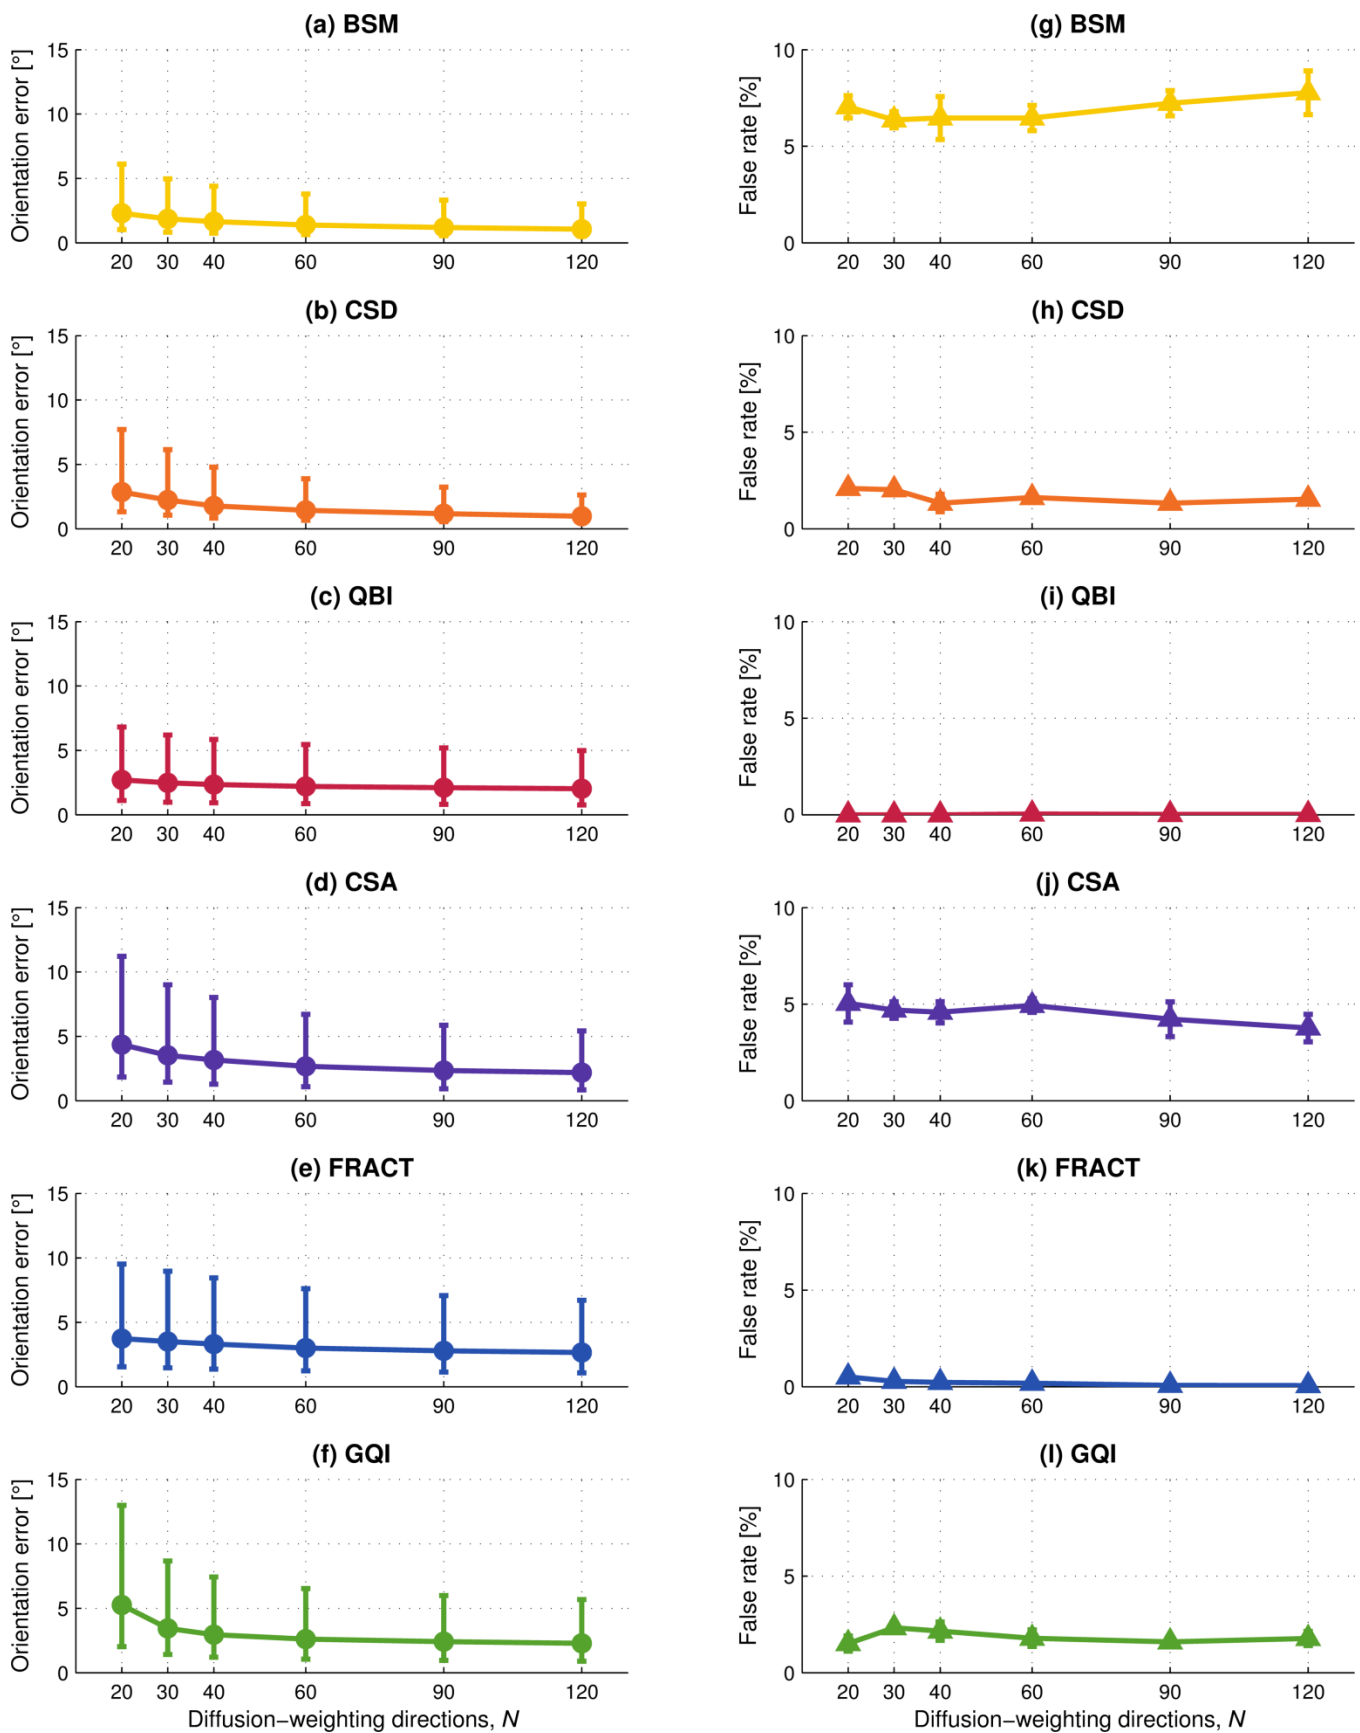 (a) BSM
Orientation error [°]
15
10
5
0
20 30 40 60 90 120
(g) BSM
False rate [%]
10
5
0
20 30 40 60 90 120
(b) CSD
Orientation error [°]
15
10
5
0
20 30 40 60 90 120
(h) CSD
False rate [%]
10
5
0
20 30 40 60 90 120
(c) QBI
Orientation error [°]
15
10
5
0
20 30 40 60 90 120
(i) QBI
False rate [%]
10
5
0
20 30 40 60 90 120
(d) CSA
Orientation error [°]
15
10
5
0
20 30 40 60 90 120
(j) CSA
False rate [%]
10
5
0
20 30 40 60 90 120
(e) FRACT
Orientation error [°]
15
10
5
0
20 30 40 60 90 120
(k) FRACT
False rate [%]
10
5
0
20 30 40 60 90 120
(f) GQI
Orientation error [°]
15
10
5
0
20 30 40 60 90 120
Diffusion−weighting directions, N
(l) GQI
False rate [%]
10
5
0
20 30 40 60 90 120
Diffusion−weighting directions, N